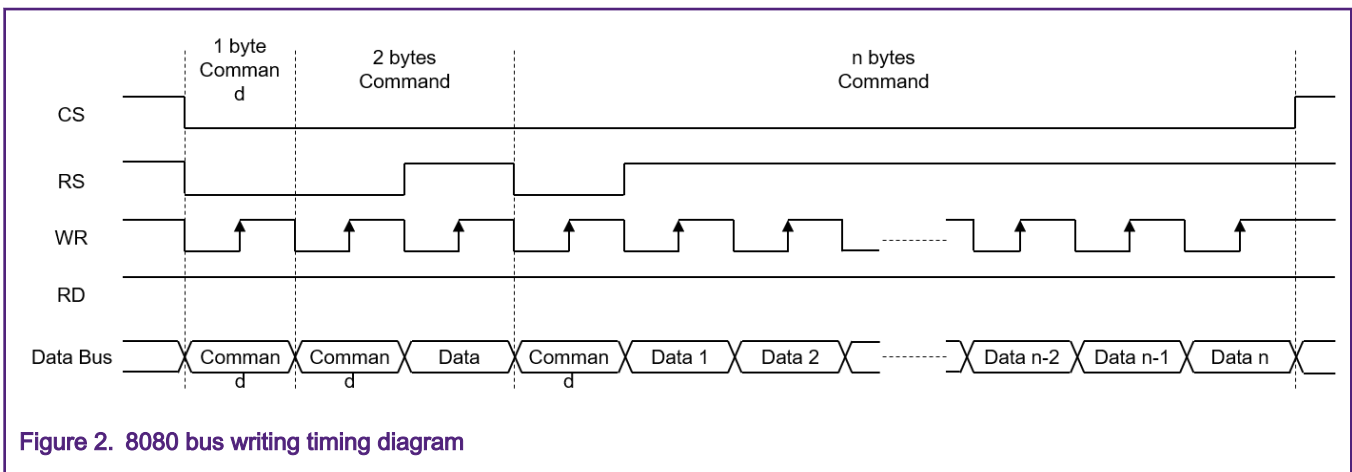 1 byte
Comman
d
2 bytes
Command
n bytes
Command
CS
RS
WR
RD
Data Bus
Comman
d
Comman
d
Data
Comman
d
Data 1
Data 2
Data n-2
Data n-1
Data n
Figure 2. 8080 bus writing timing diagram